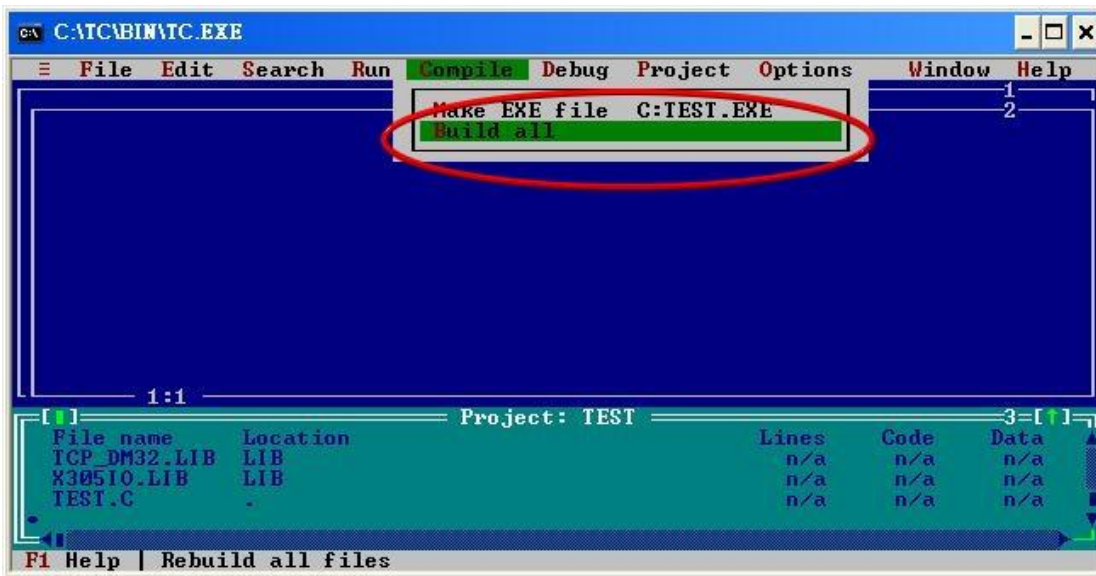 C:\TC\BIN\TC.EXE
≡ File Edit Search Run Compile Debug Project Options Window Help
1
Make EXE file C:TEST.EXE
2
Build all
1:1
Project: TEST 3=[↑]
File name Location Lines Code Data
TCP_DM32.LIB LIB n/a n/a n/a
X305IO.LIB LIB n/a n/a n/a
TEST.C . n/a n/a n/a
F1 Help | Rebuild all files